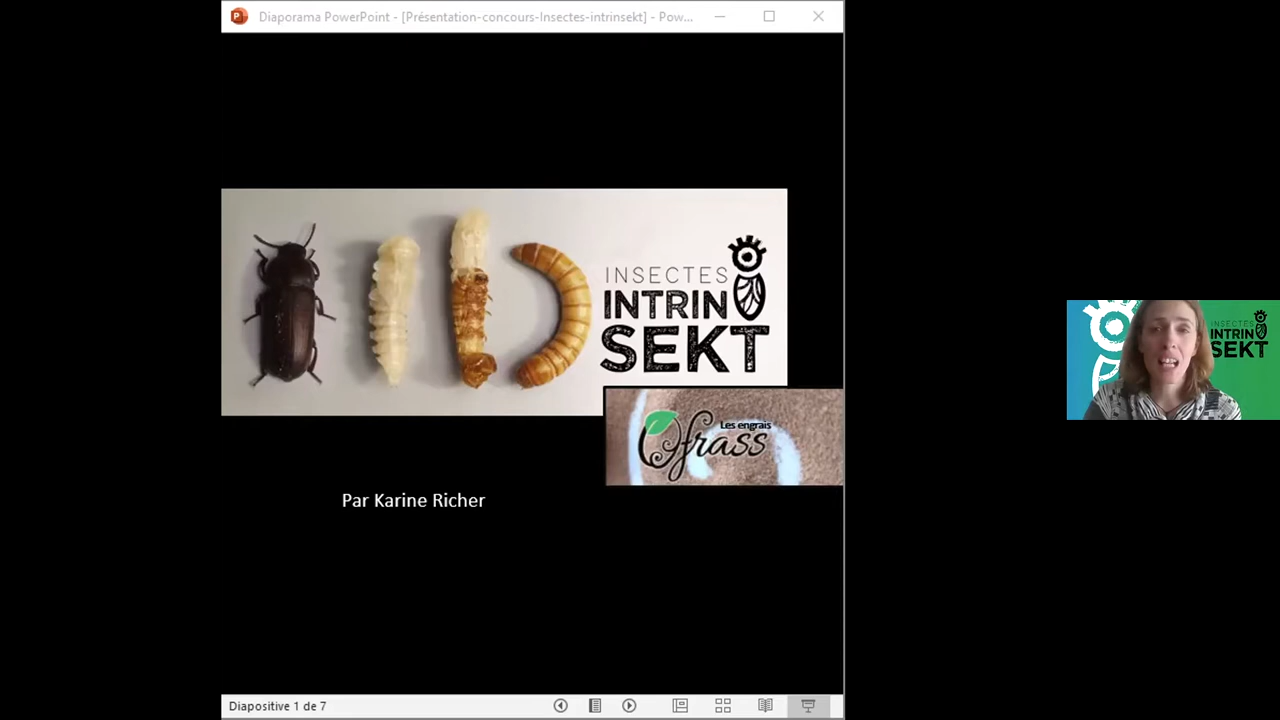 Diaporama PowerPoint - [Présentation-concours-Insectes-intrinsekt] - Pow...
INSECTES
INTRIN
SEKT
INSECTES
INTRIN
SEKT
Les engrais
frass
Par Karine Richer
Diapositive 1 de 7